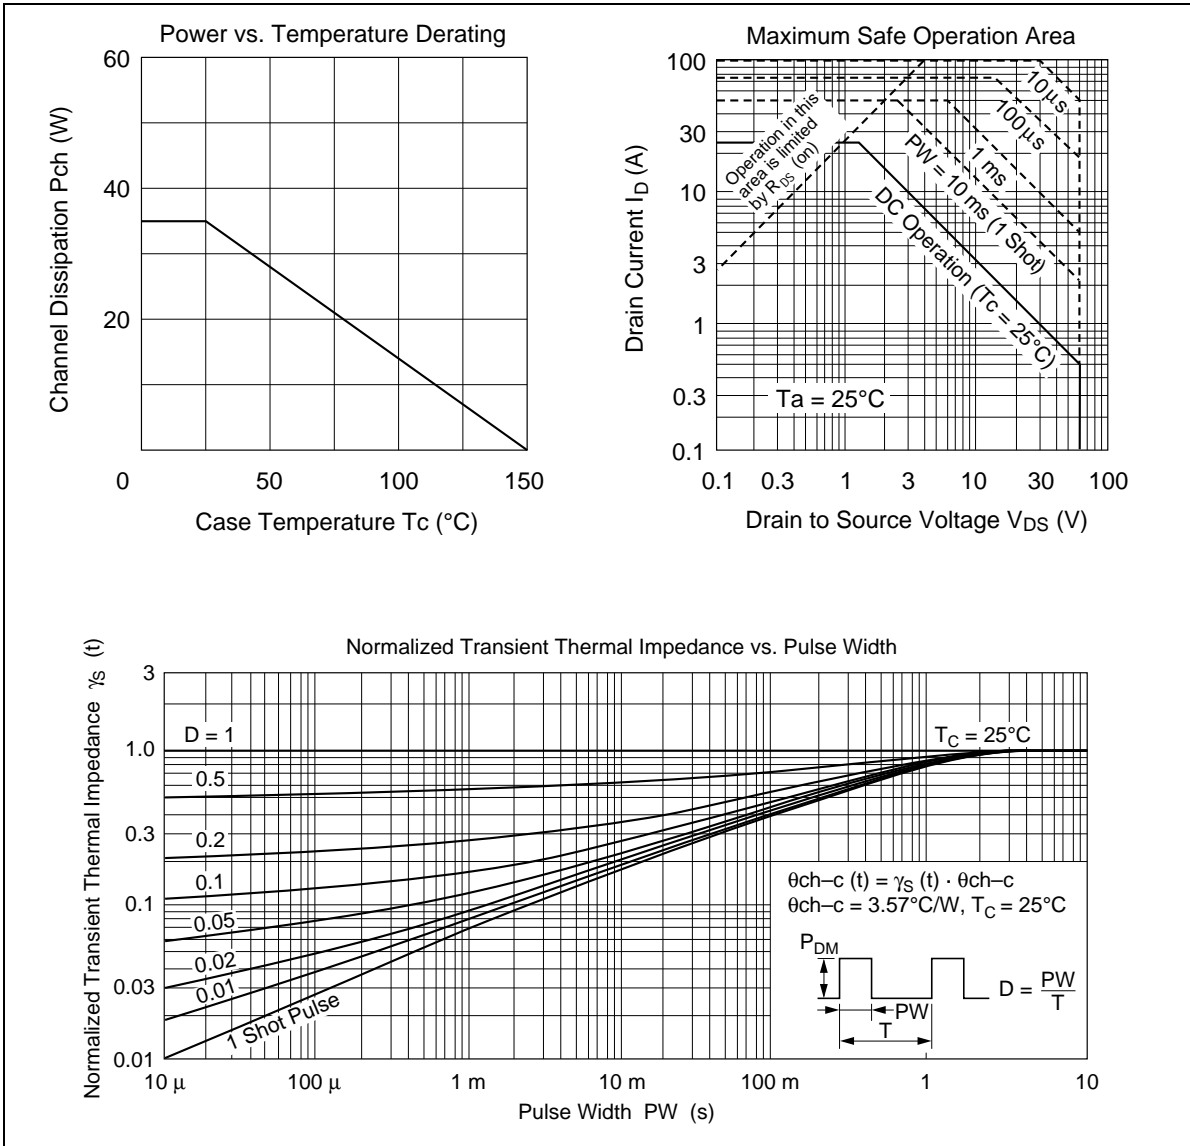 Power vs. Temperature Derating
60
40
20
0
50
100
150
Channel Dissipation Pch (W)
Case Temperature Tc (°C)
Maximum Safe Operation Area
100
30
10
3
1
0.3
0.1
0.1
0.3
1
3
10
30
100
Drain Current I_D (A)
Drain to Source Voltage V_DS (V)
Operation in this
area is limited
by R_DS (on)
10 µs
100 µs
1 ms
PW = 10 ms (1 Shot)
DC Operation (Tc = 25°C)
Ta = 25°C
Normalized Transient Thermal Impedance vs. Pulse Width
Normalized Transient Thermal Impedance γ_S (t)
3
1.0
0.3
0.1
0.03
0.01
D = 1
0.5
0.2
0.1
0.05
0.02
0.01
1 Shot Pulse
T_C = 25°C
θch–c (t) = γ_S (t) · θch–c
θch–c = 3.57°C/W, T_C = 25°C
P_DM
PW
T
D = PW/T
10 µ
100 µ
1 m
10 m
100 m
1
10
Pulse Width PW (s)